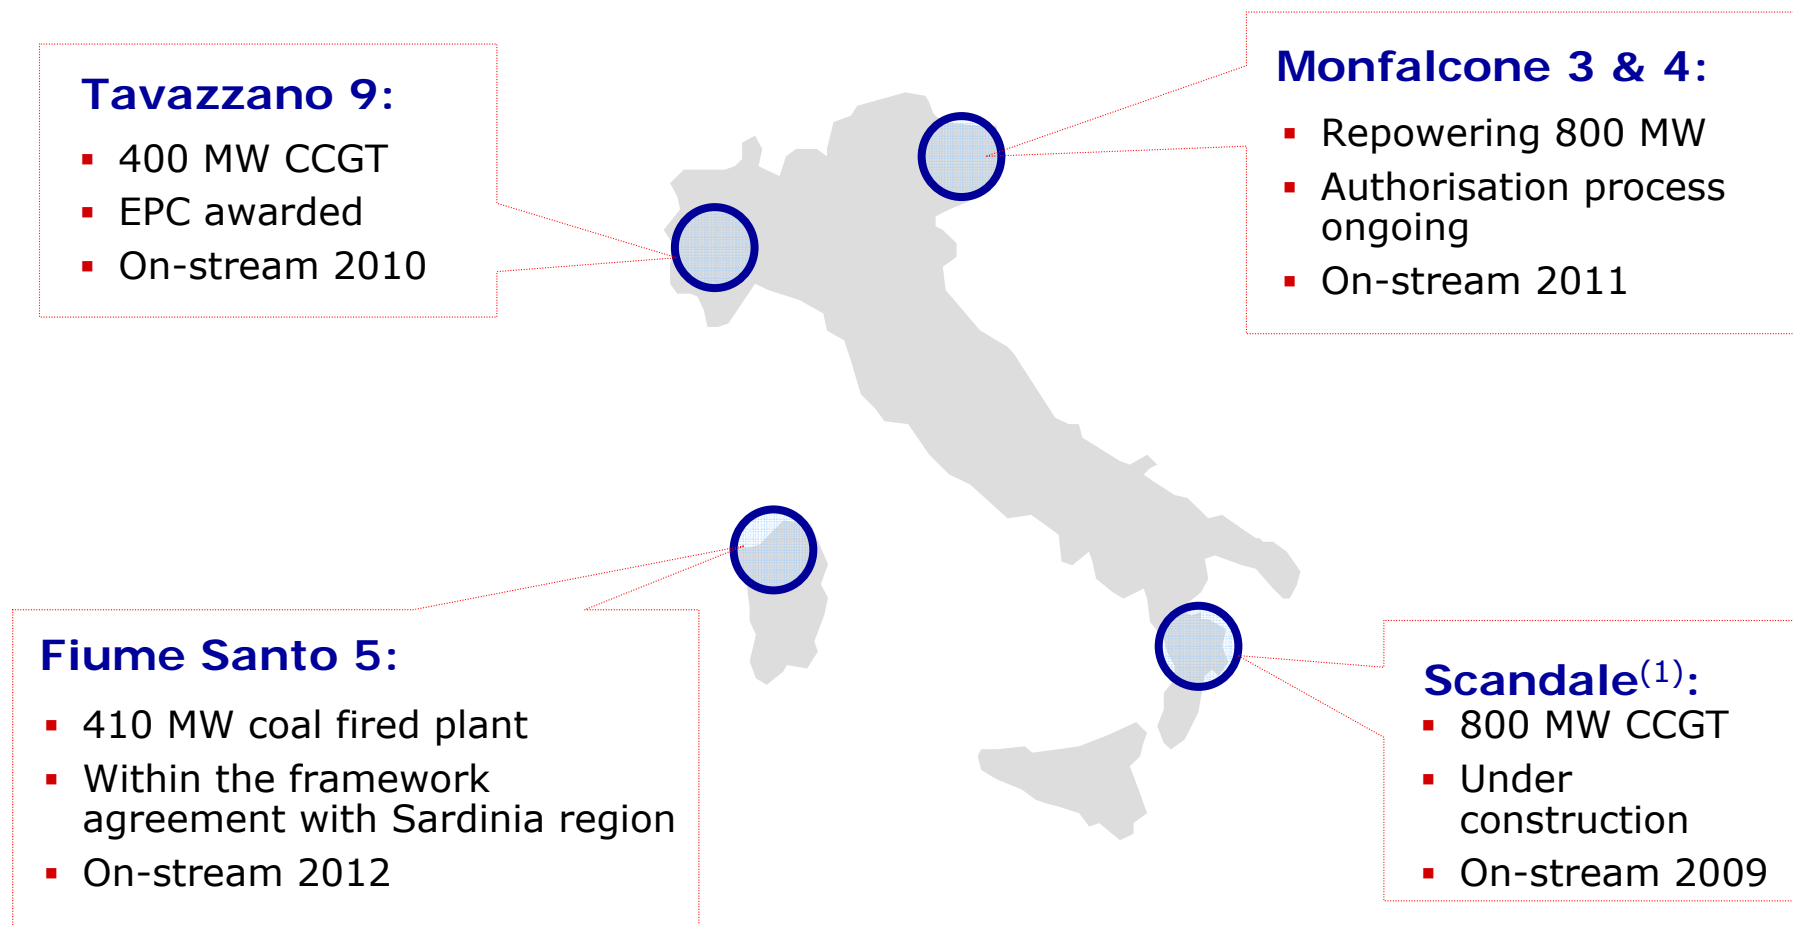 Tavazzano 9:
▪ 400 MW CCGT
▪ EPC awarded
▪ On-stream 2010
Monfalcone 3 & 4:
▪ Repowering 800 MW
▪ Authorisation process
ongoing
▪ On-stream 2011
Fiume Santo 5:
▪ 410 MW coal fired plant
▪ Within the framework
agreement with Sardinia region
▪ On-stream 2012
Scandale(1):
▪ 800 MW CCGT
▪ Under
construction
▪ On-stream 2009